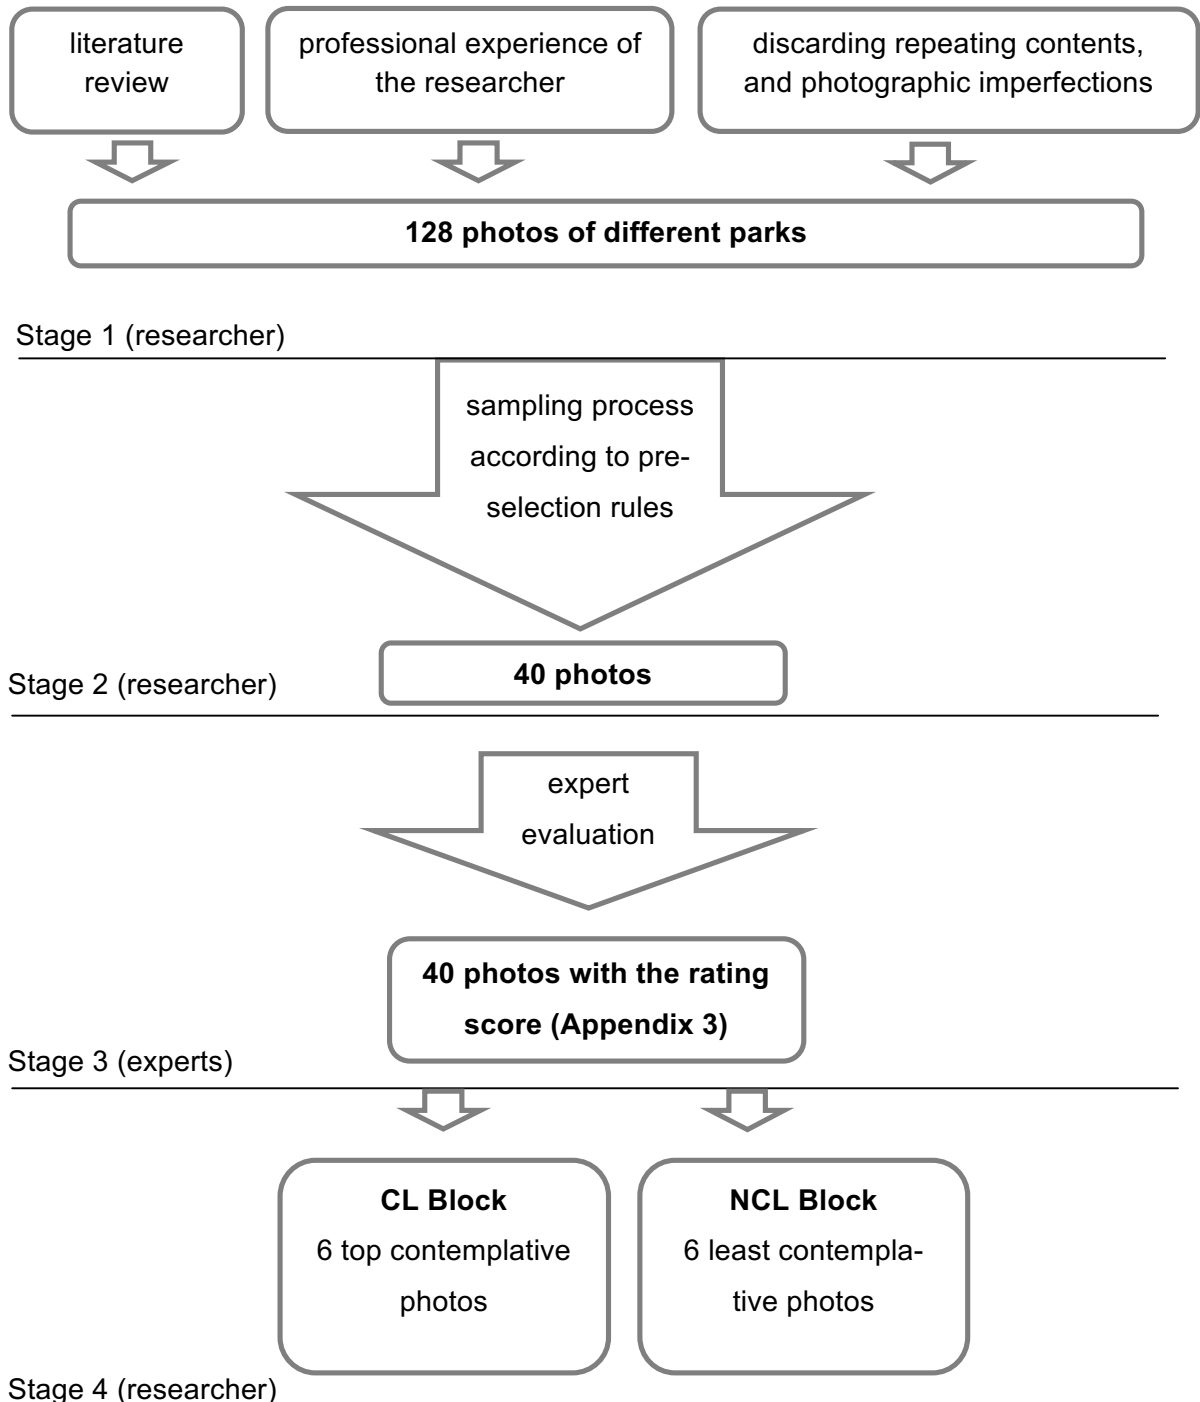 literature
review
professional experience of
the researcher
discarding repeating contents,
and photographic imperfections
128 photos of different parks
Stage 1 (researcher)
sampling process
according to pre-
selection rules
40 photos
Stage 2 (researcher)
expert
evaluation
40 photos with the rating
score (Appendix 3)
Stage 3 (experts)
CL Block
6 top contemplative
photos
NCL Block
6 least contempla-
tive photos
Stage 4 (researcher)